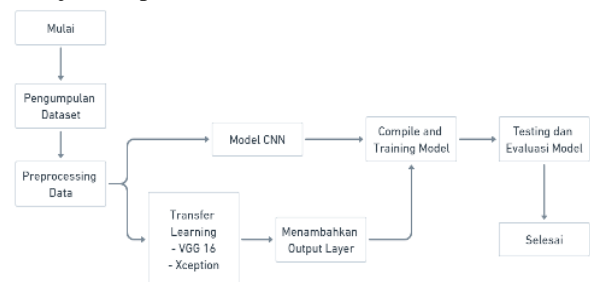 Mulai
Pengumpulan
Dataset
Preprocessing
Data
Model CNN
Transfer
Learning
- VGG 16
- Xception
Menambahkan
Output Layer
Compile and
Training Model
Testing dan
Evaluasi Model
Selesai